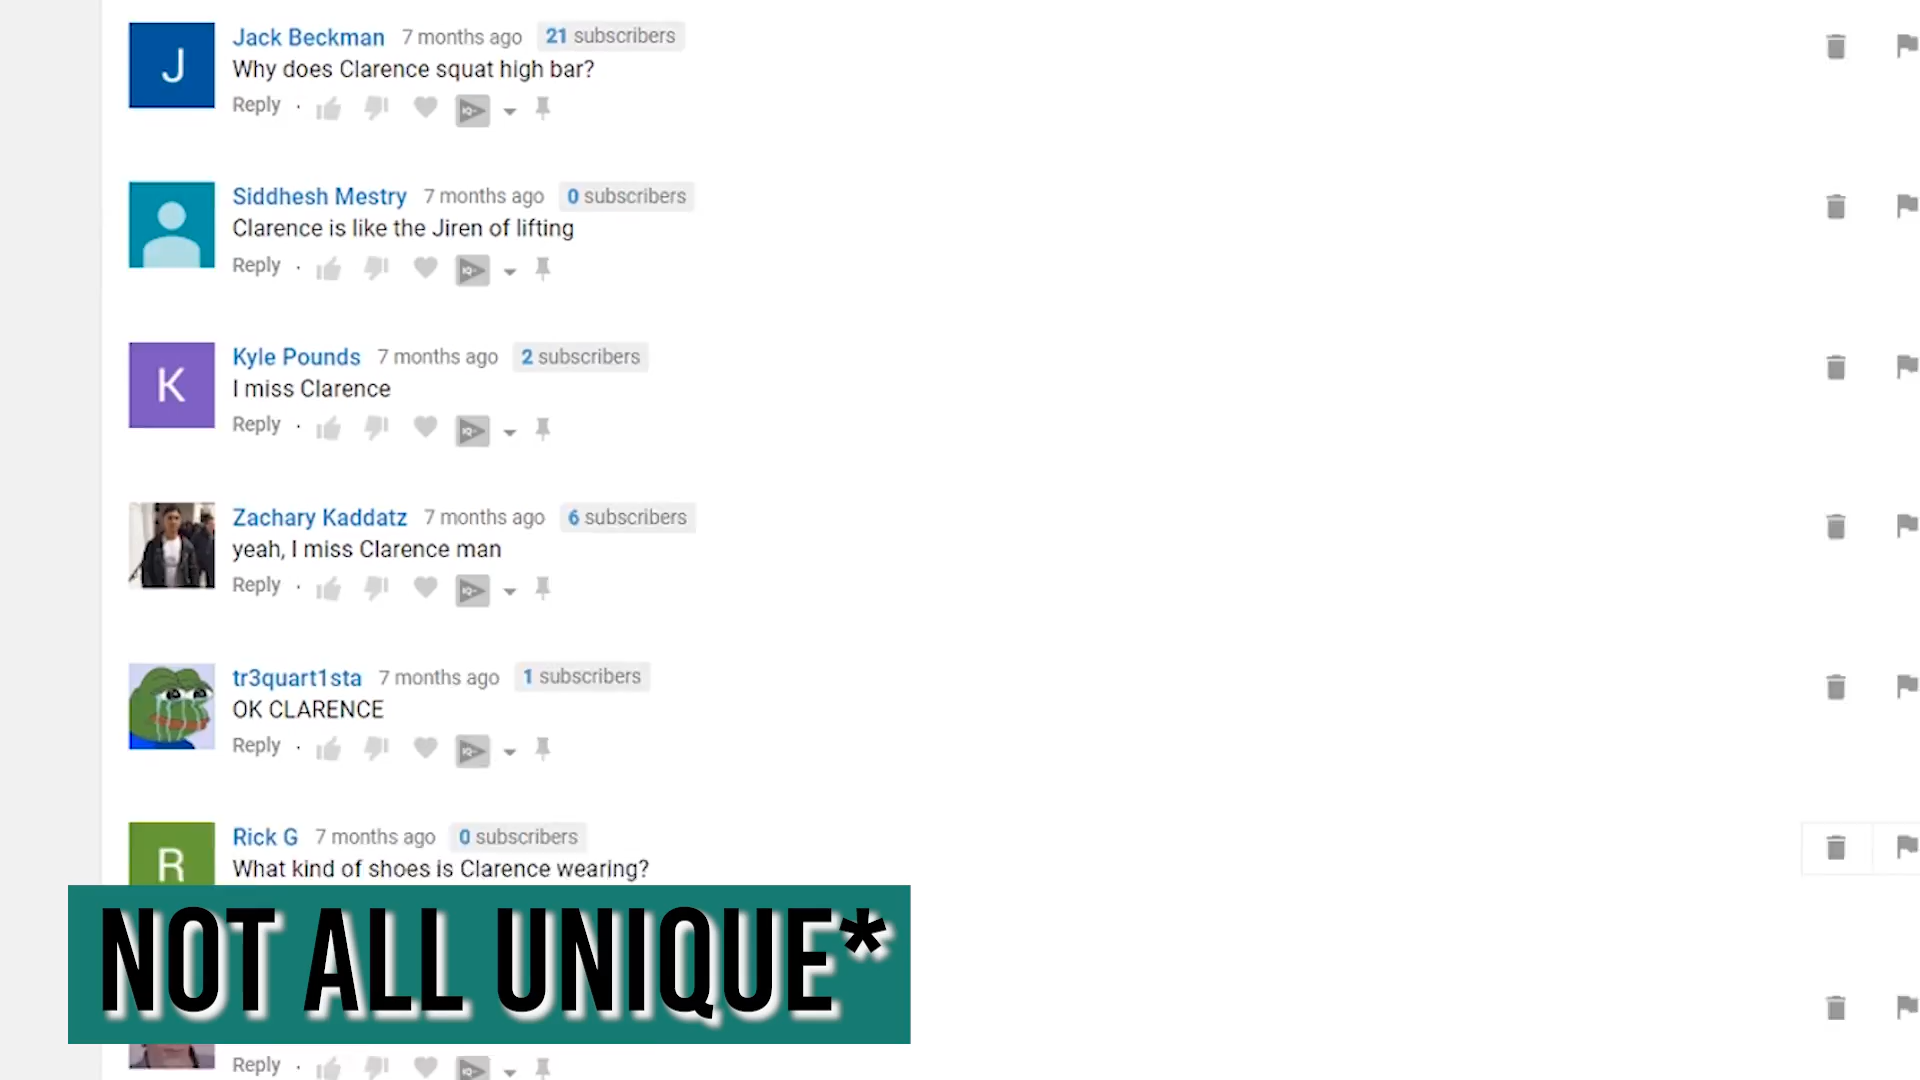 J
Jack Beckman 7 months ago 21 subscribers
Why does Clarence squat high bar?
Reply ·
Siddhesh Mestry 7 months ago 0 subscribers
Clarence is like the Jiren of lifting
Reply ·
K
Kyle Pounds 7 months ago 2 subscribers
I miss Clarence
Reply ·
Zachary Kaddatz 7 months ago 6 subscribers
yeah, I miss Clarence man
Reply ·
tr3quart1sta 7 months ago 1 subscribers
OK CLARENCE
Reply ·
R
Rick G 7 months ago 0 subscribers
What kind of shoes is Clarence wearing?
NOT ALL UNIQUE*
Reply ·